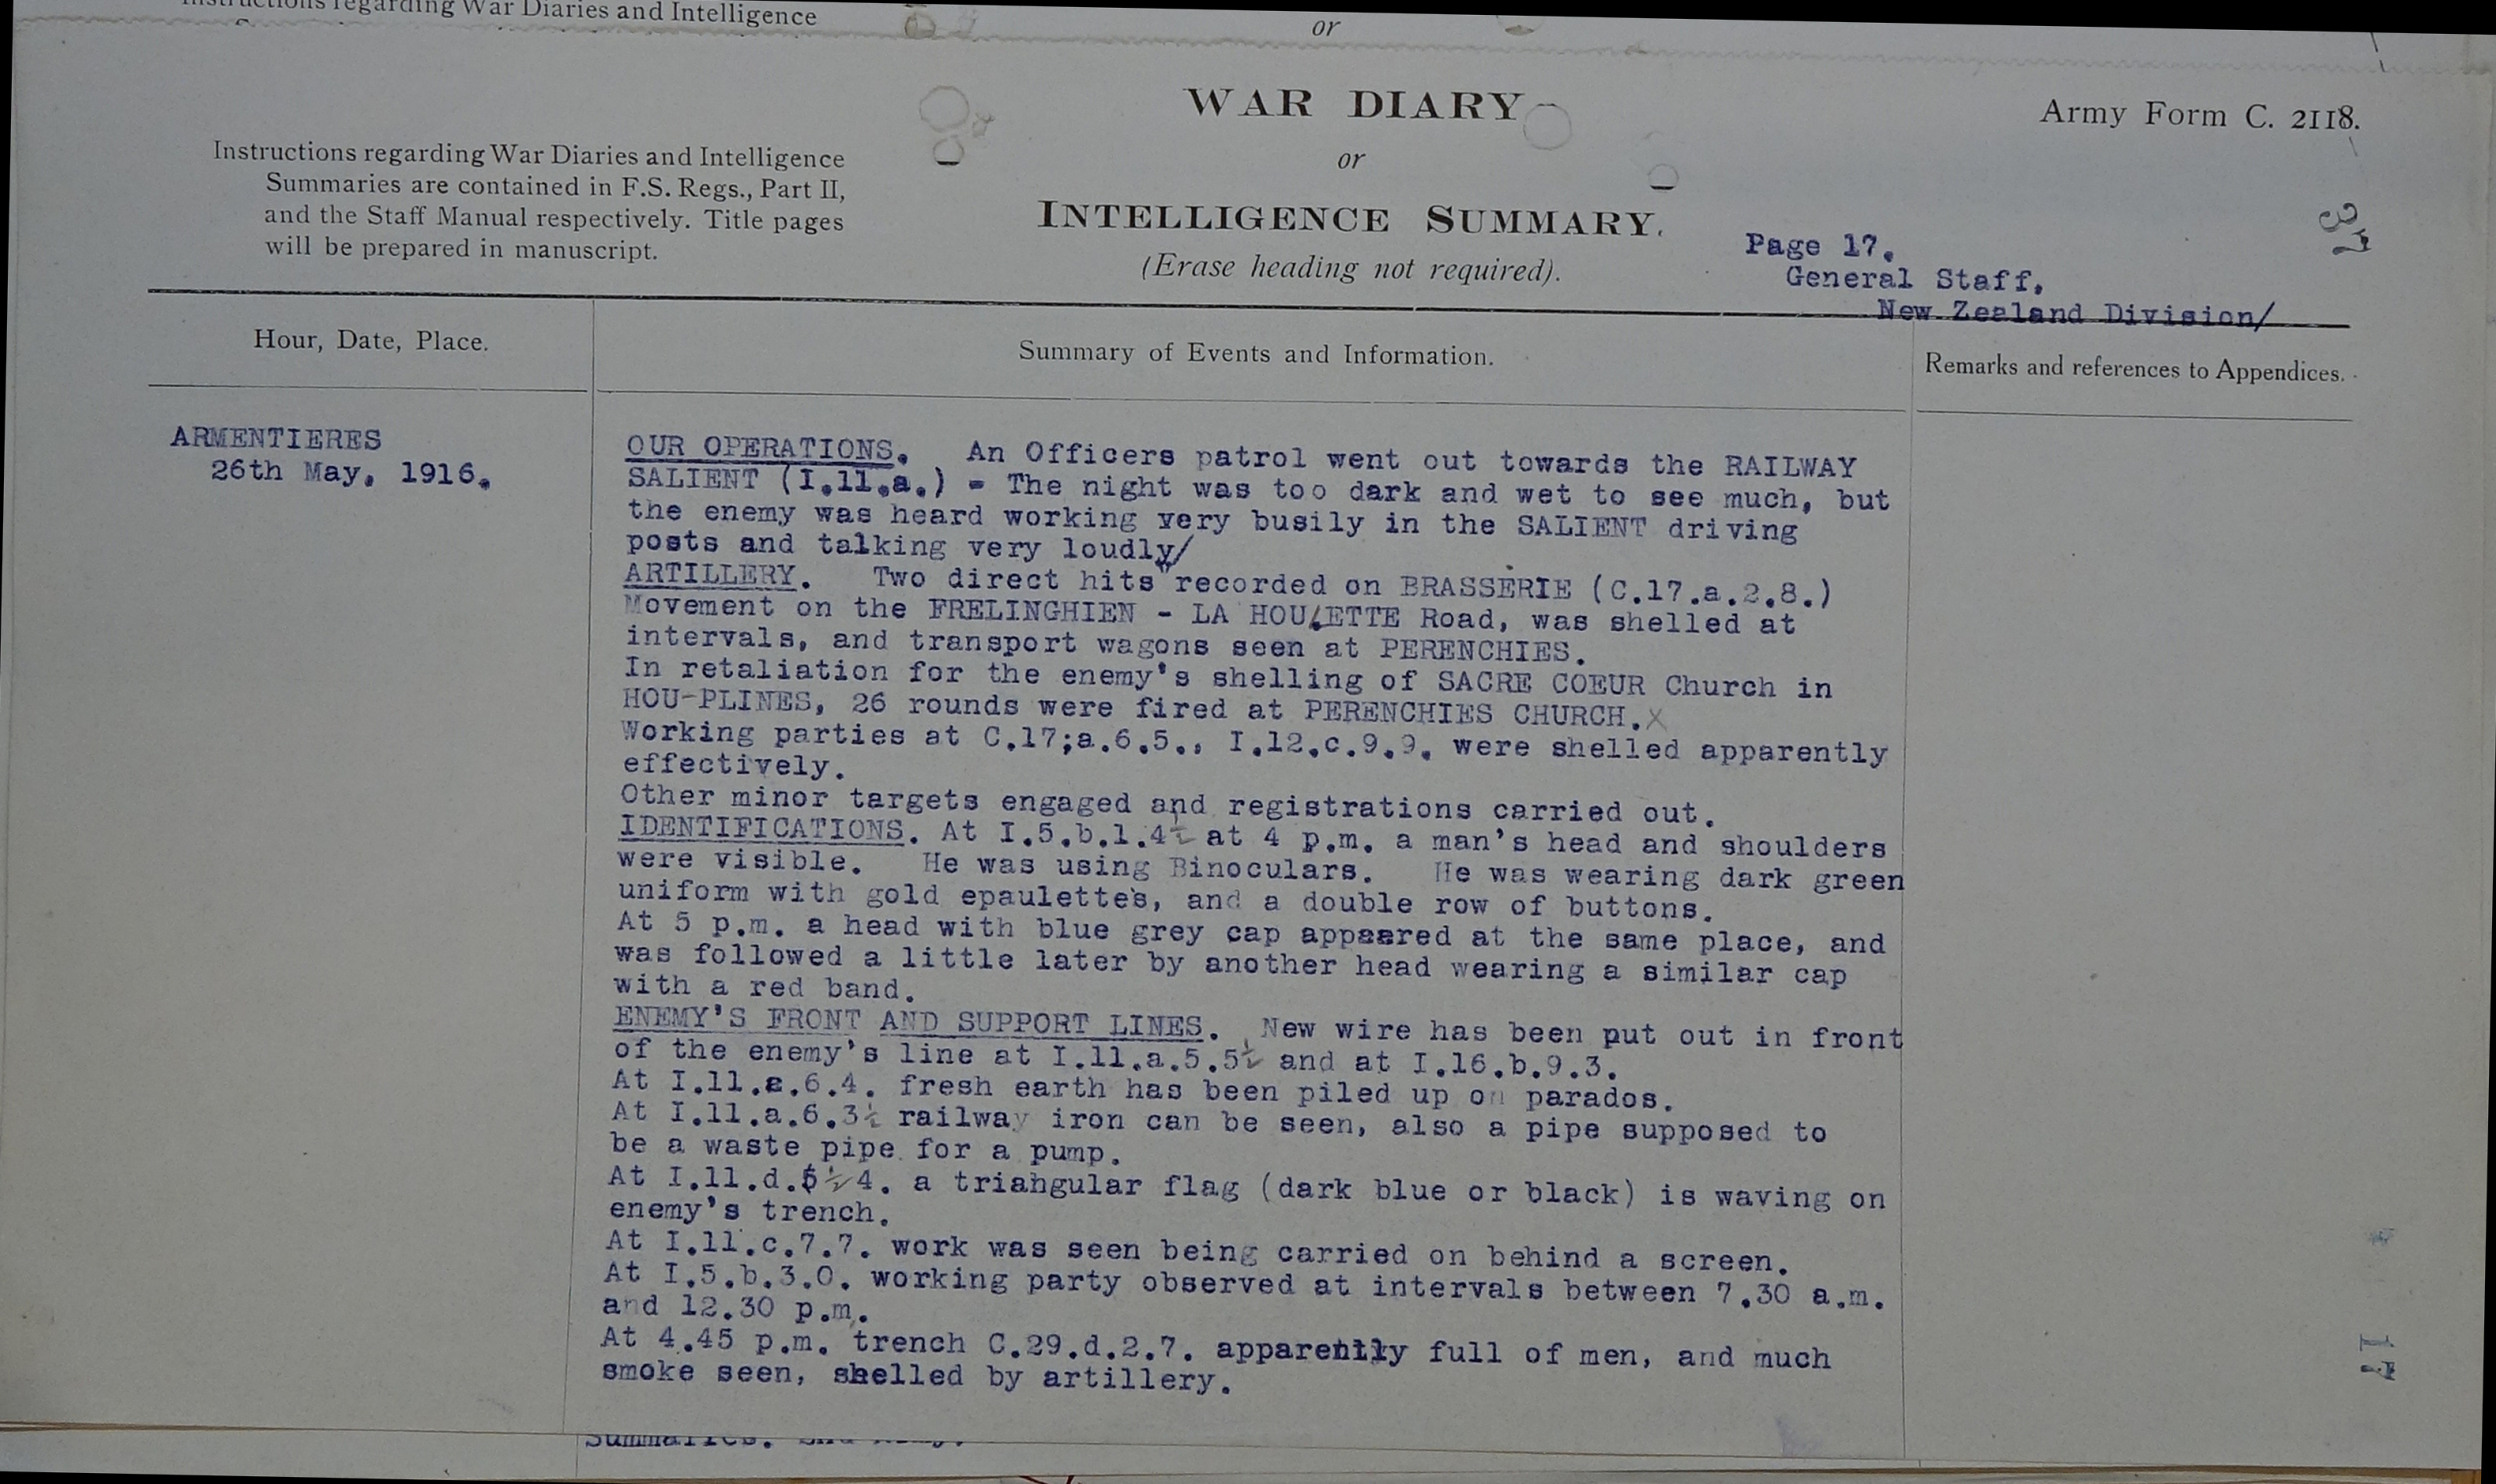 Instructions regarding War Diaries and Intelligence
or
WAR DIARY
or
INTELLIGENCE SUMMARY.
(Erase heading not required).
Army Form C. 2118.
Instructions regarding War Diaries and Intelligence
Summaries are contained in F.S. Regs., Part II,
and the Staff Manual respectively. Title pages
will be prepared in manuscript.
37
Page 17.
General Staff,
New Zealand Division/
Hour, Date, Place.
Summary of Events and Information.
Remarks and references to Appendices.
ARMENTIERES
26th May, 1916.
OUR OPERATIONS. An Officers patrol went out towards the RAILWAY
SALIENT (I.11.a.) - The night was too dark and wet to see much, but
the enemy was heard working very busily in the SALIENT driving
posts and talking very loudly/
ARTILLERY. Two direct hits recorded on BRASSERIE (C.17.a.2.8.)
Movement on the FRELINGHIEN - LA HOULETTE Road, was shelled at
intervals, and transport wagons seen at PERENCHIES.
In retaliation for the enemy's shelling of SACRE COEUR Church in
HOU-PLINES, 26 rounds were fired at PERENCHIES CHURCH. X
Working parties at C.17;a.6.5., I.12.c.9.9. were shelled apparently
effectively.
Other minor targets engaged and registrations carried out.
IDENTIFICATIONS. At I.5.b.1.4½ at 4 p.m. a man's head and shoulders
were visible. He was using Binoculars. He was wearing dark green
uniform with gold epaulettes, and a double row of buttons.
At 5 p.m. a head with blue grey cap appeared at the same place, and
was followed a little later by another head wearing a similar cap
with a red band.
ENEMY'S FRONT AND SUPPORT LINES. New wire has been put out in front
of the enemy's line at I.11.a.5.5½ and at I.16.b.9.3.
At I.11.a.6.4. fresh earth has been piled up on parados.
At I.11.a.6.3½ railway iron can be seen, also a pipe supposed to
be a waste pipe for a pump.
At I.11.d.5½4. a triangular flag (dark blue or black) is waving on
enemy's trench.
At I.11.c.7.7. work was seen being carried on behind a screen.
At I.5.b.3.0. working party observed at intervals between 7.30 a.m.
and 12.30 p.m.
At 4.45 p.m. trench C.29.d.2.7. apparently full of men, and much
smoke seen, shelled by artillery.
17